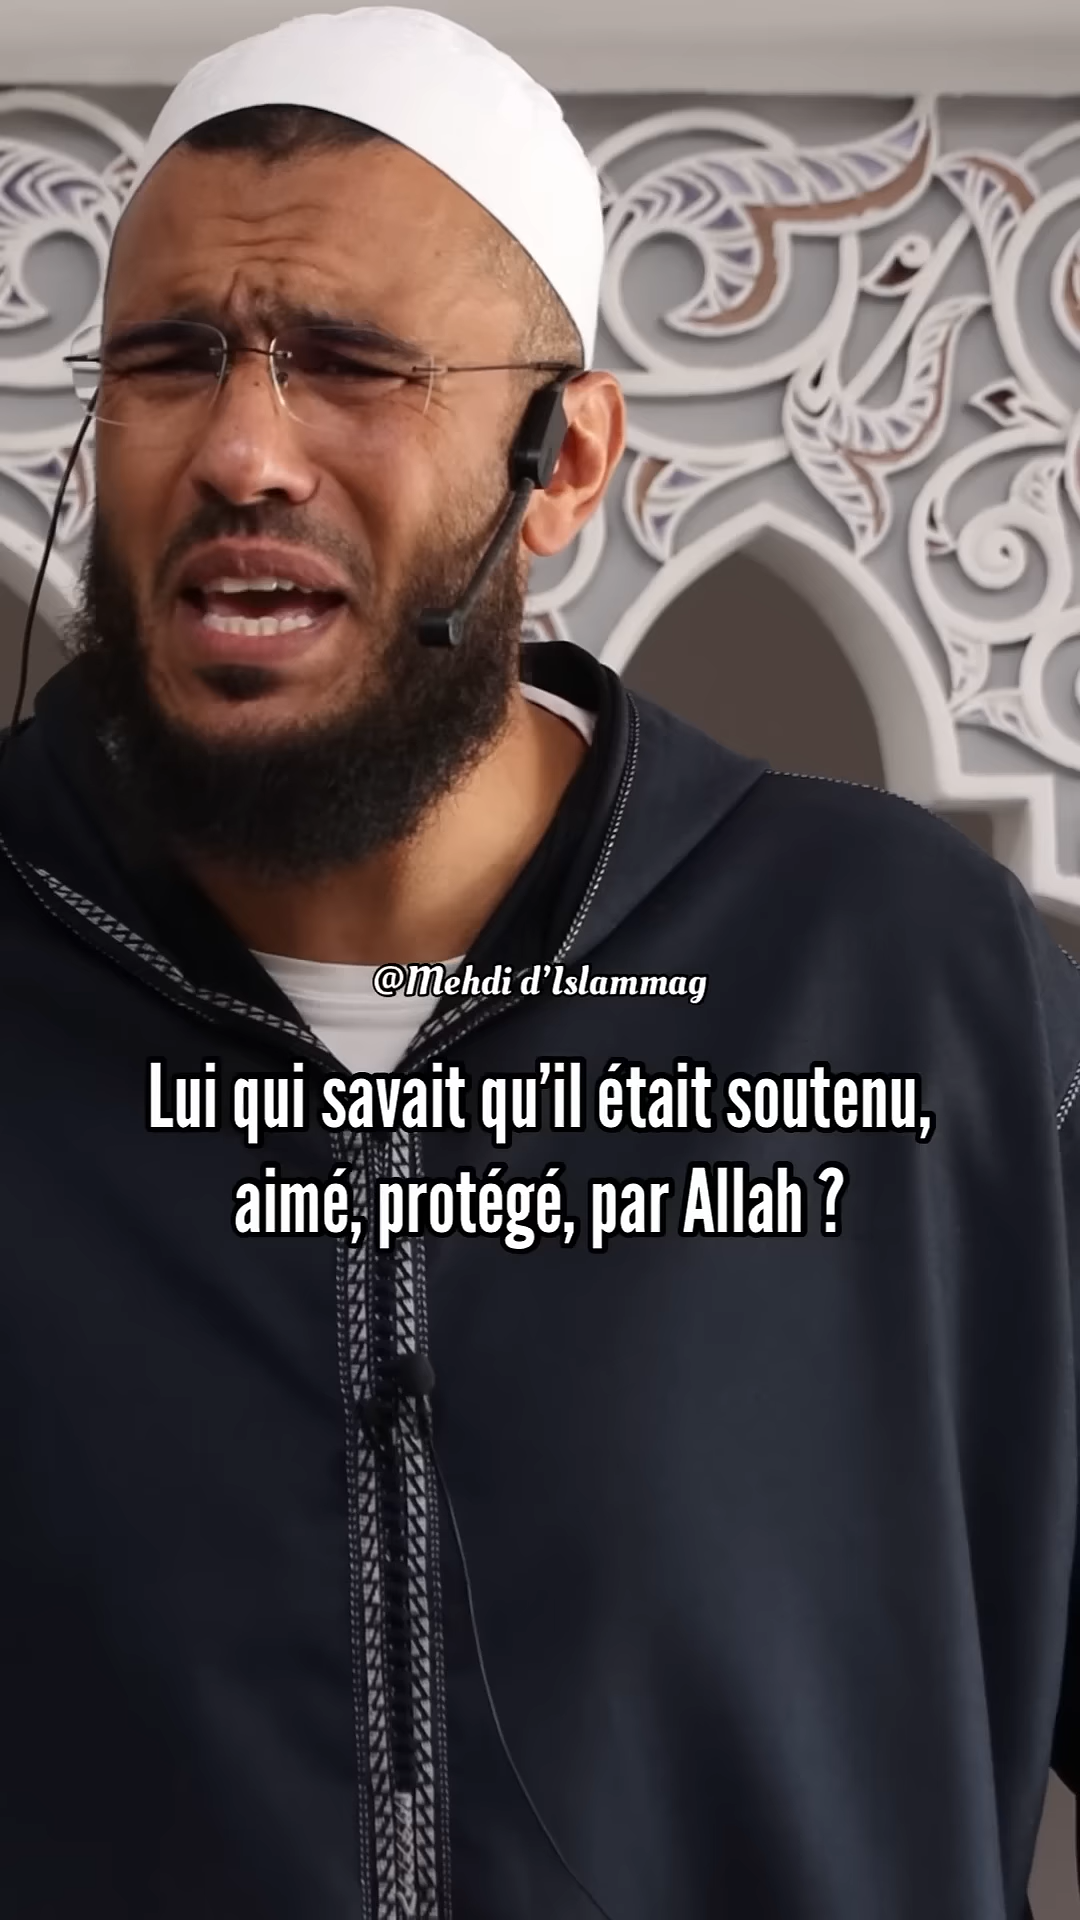 @Mehdi d'Islammag
Lui qui savait qu'il était soutenu,
aimé, protégé, par Allah ?